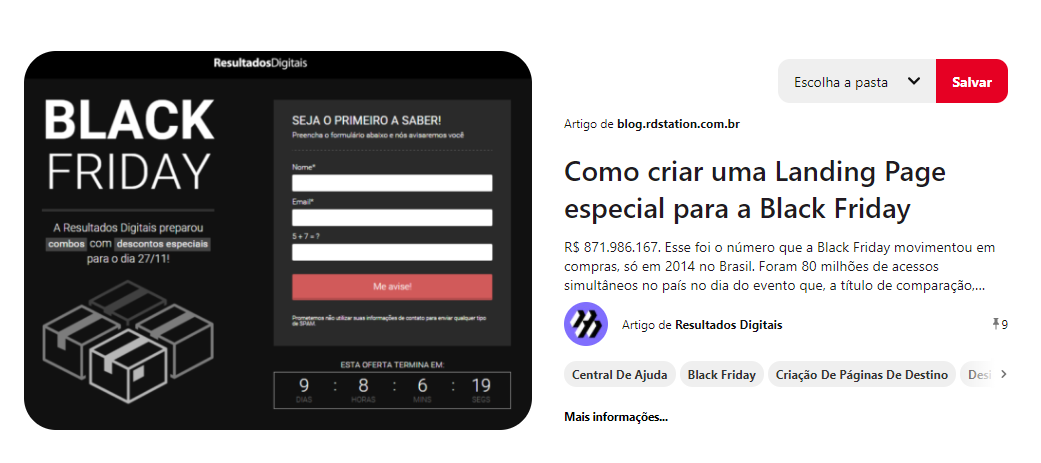 ResultadosDigitais
BLACK
FRIDAY
A Resultados Digitais preparou
combos com descontos especiais
para o dia 27/11!
SEJA O PRIMEIRO A SABER!
Preencha o formulário abaixo e nós avisaremos você
Nome*
Email*
5 + 7 = ?
Me avise!
Prometemos não utilizar suas informações de contato para enviar qualquer tipo
de SPAM.
ESTA OFERTA TERMINA EM:
9 : 8 : 6 : 19
DIAS HORAS MINS SEGS
Escolha a pasta
Salvar
Artigo de blog.rdstation.com.br
Como criar uma Landing Page
especial para a Black Friday
R$ 871.986.167. Esse foi o número que a Black Friday movimentou em
compras, só em 2014 no Brasil. Foram 80 milhões de acessos
simultâneos no país no dia do evento que, a título de comparação,...
Artigo de Resultados Digitais
9
Central De Ajuda Black Friday Criação De Páginas De Destino Desi
Mais informações...